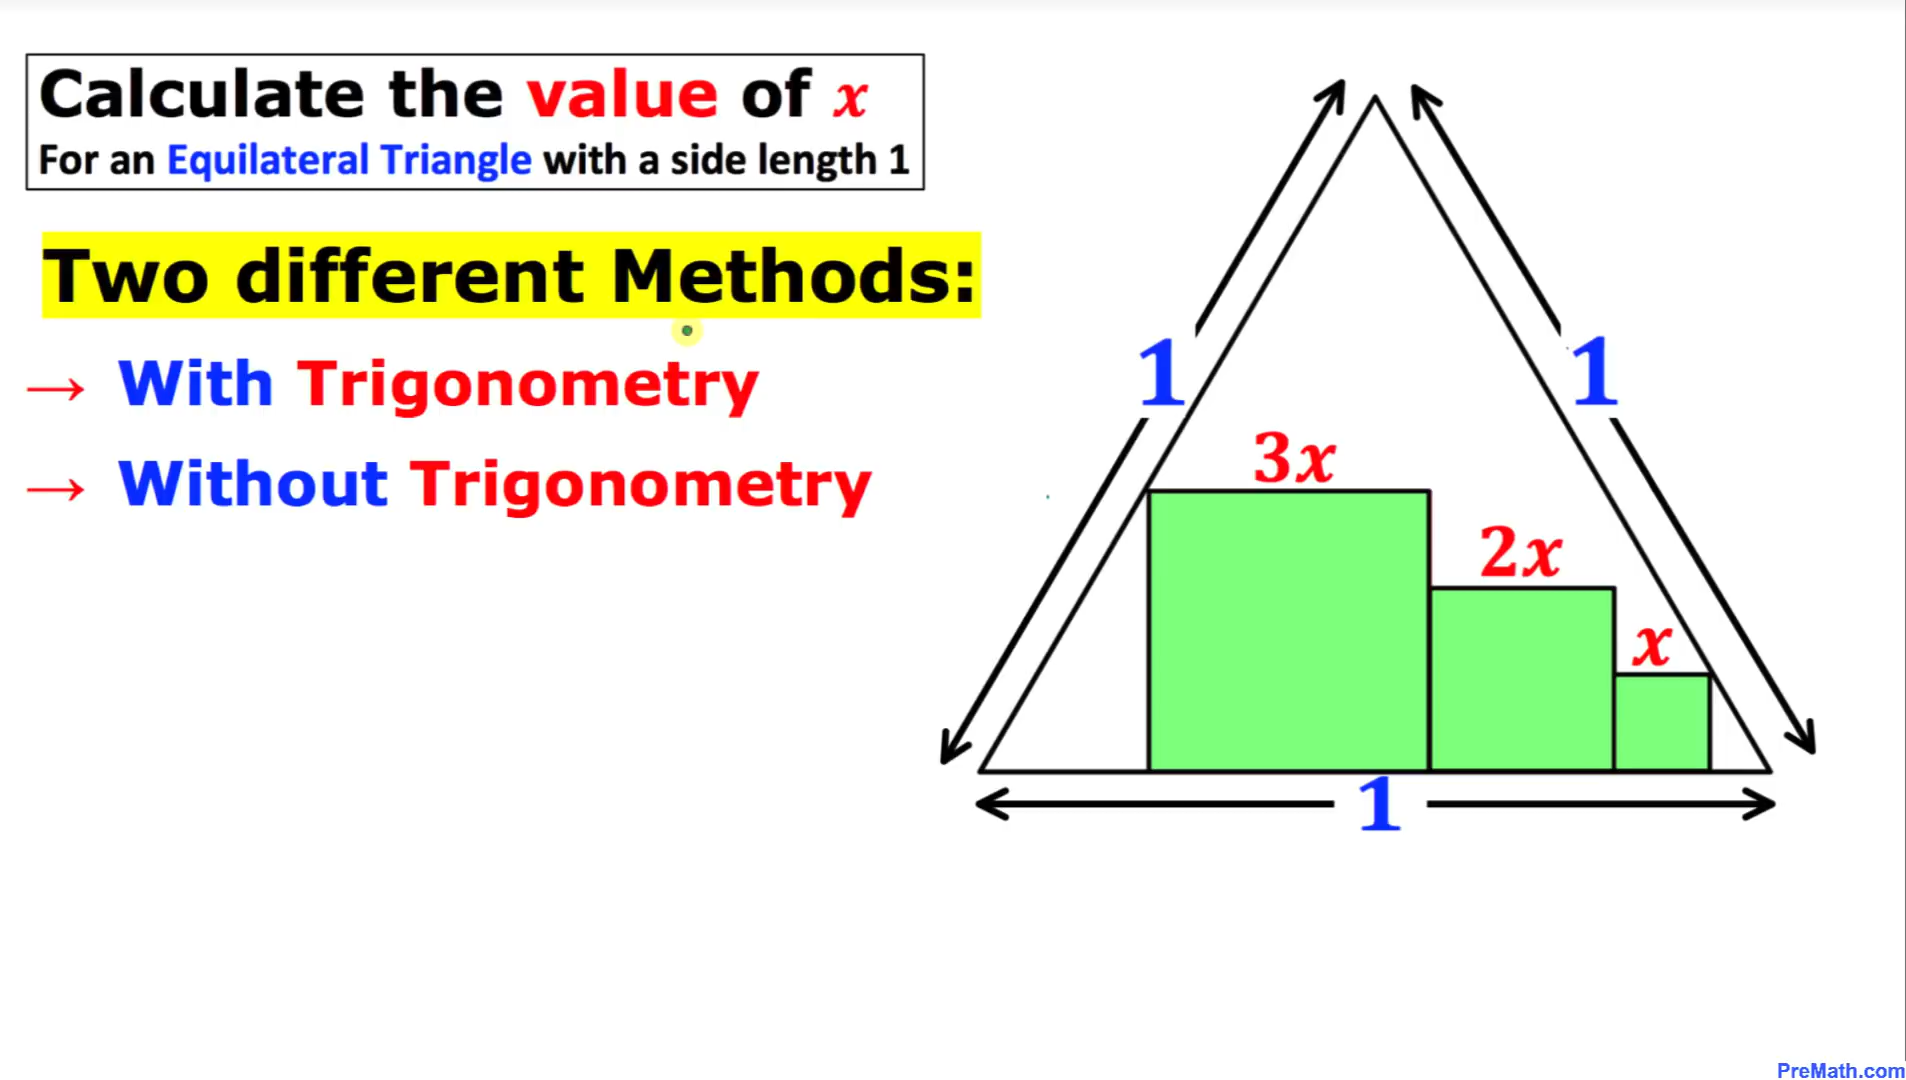 Calculate the value of x
For an Equilateral Triangle with a side length 1
Two different Methods:
→ With Trigonometry
→ Without Trigonometry
1
1
3x
2x
x
1
PreMath.com